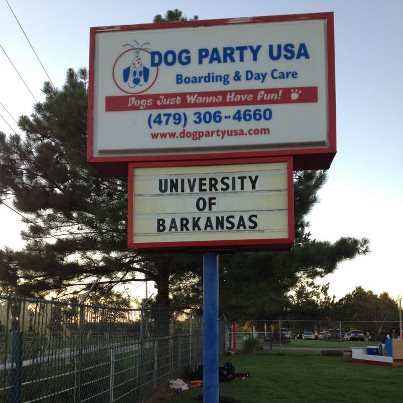 DOG PARTY USA
Boarding & Day Care
Dogs Just Wanna Have Fun!
(479) 306-4660
www.dogpartyusa.com
UNIVERSITY
OF
BARKANSAS